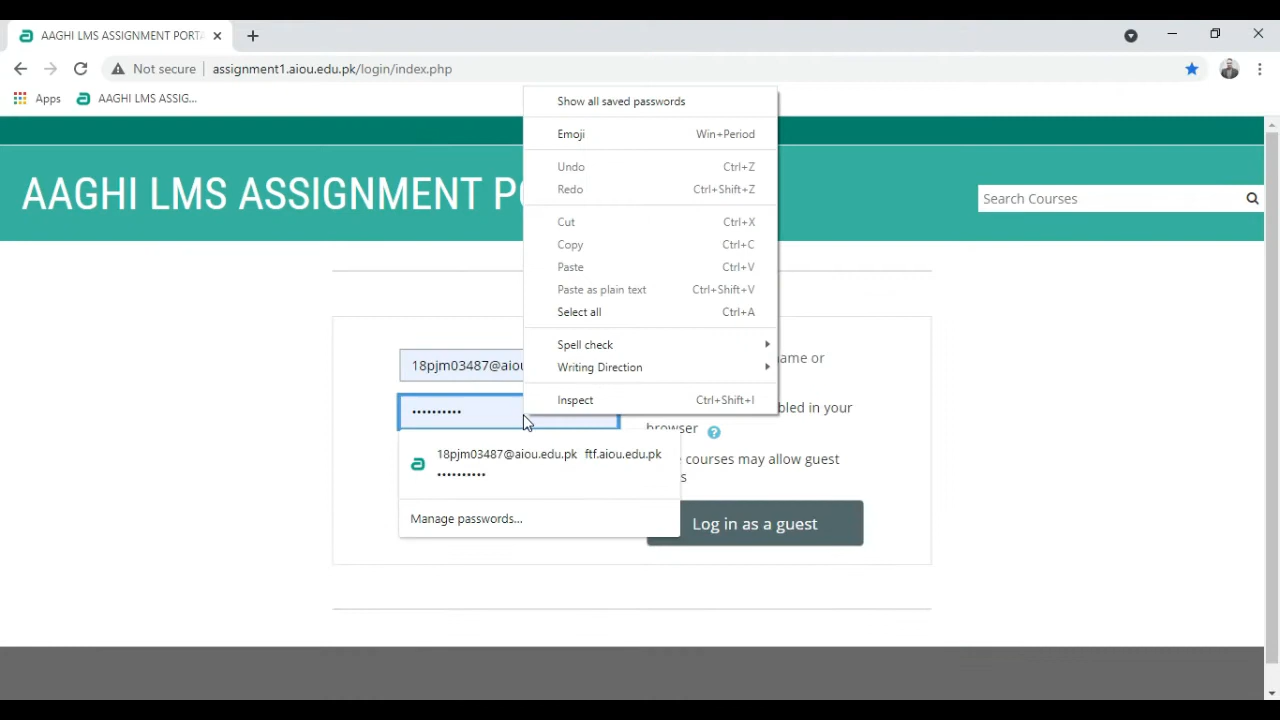 AAGHI LMS ASSIGNMENT PORTA
Not secure
assignment1.aiou.edu.pk/login/index.php
Apps
AAGHI LMS ASSIG...
AAGHI LMS ASSIGNMENT PO
Search Courses
Show all saved passwords
Emoji Win+Period
Undo Ctrl+Z
Redo Ctrl+Shift+Z
Cut Ctrl+X
Copy Ctrl+C
Paste Ctrl+V
Paste as plain text Ctrl+Shift+V
Select all Ctrl+A
Spell check
Writing Direction
Inspect Ctrl+Shift+I
18pjm03487@aiou
••••••••••
ame or
bled in your
browser ?
courses may allow guest
s
18pjm03487@aiou.edu.pk ftf.aiou.edu.pk
••••••••••
Manage passwords...
Log in as a guest